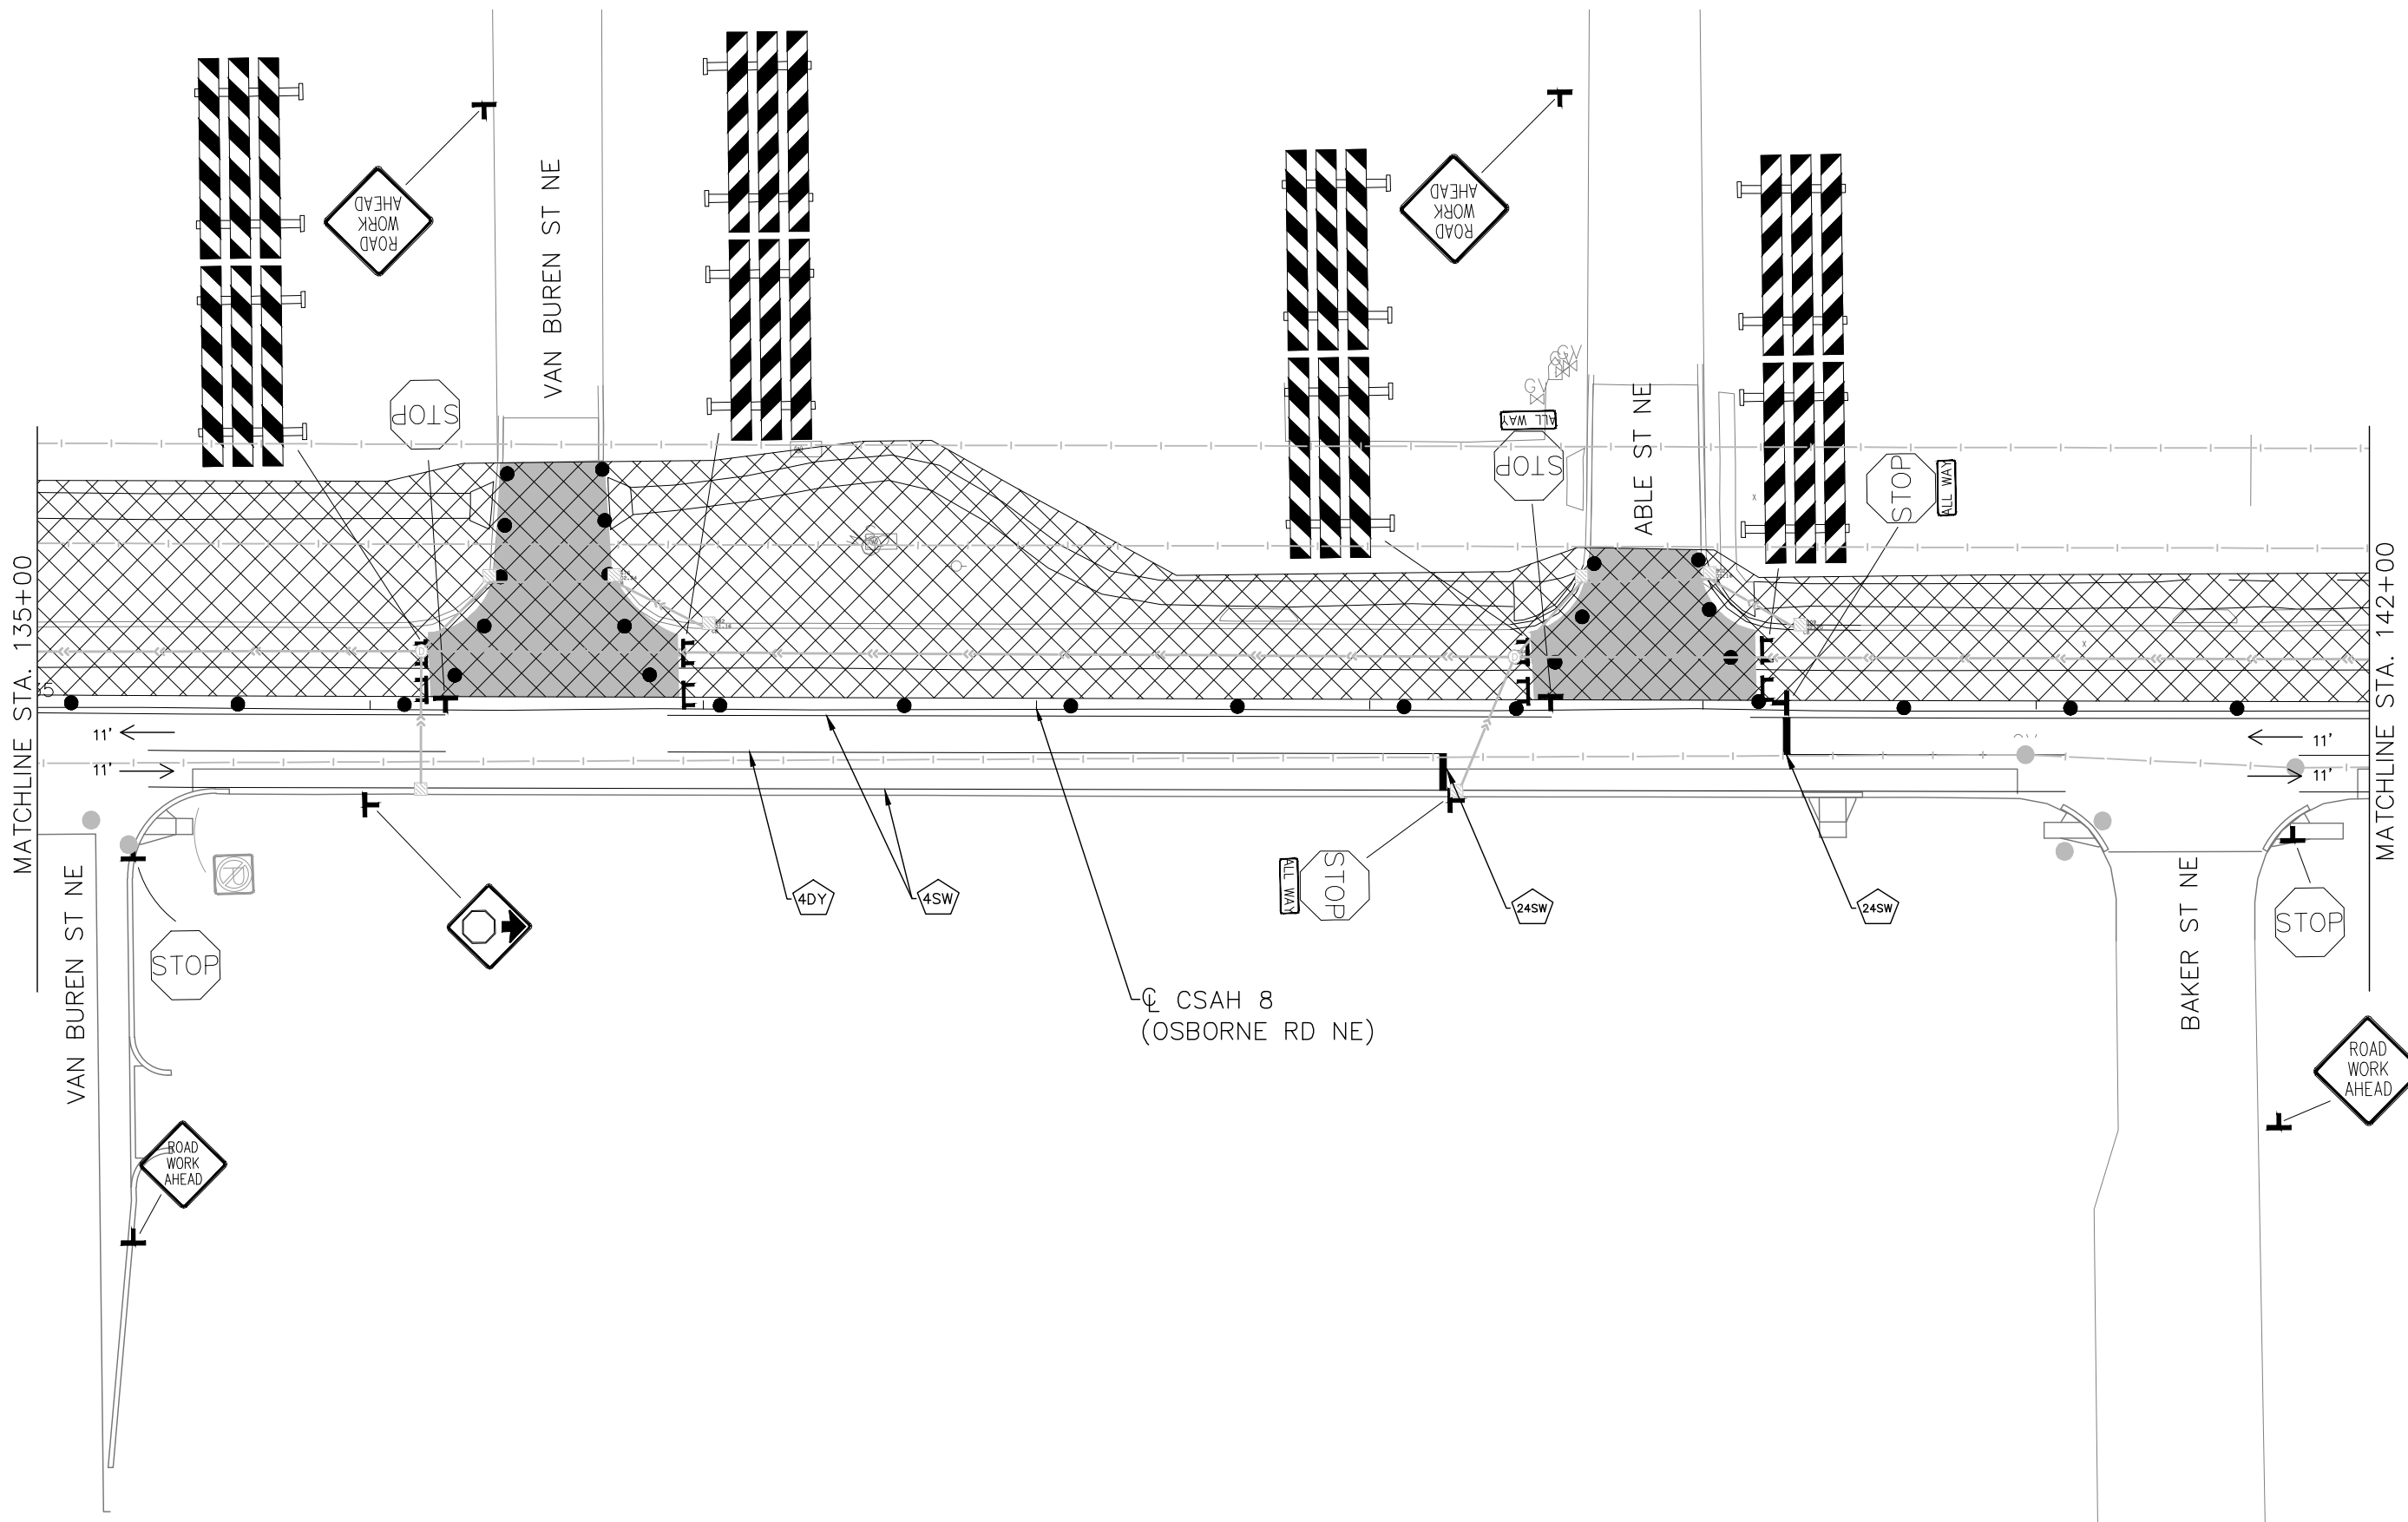 VAN BUREN ST NE
ROAD
WORK
AHEAD
ROAD
WORK
AHEAD
STOP
GV
GV
ABLE ST NE
ALL WAY
STOP
STOP
ALL WAY
MATCHLINE STA. 135+00
MATCHLINE STA. 142+00
11'
11'
11'
11'
VAN BUREN ST NE
STOP
4DY
4SW
ALL WAY
STOP
24SW
24SW
BAKER ST NE
STOP
℄ CSAH 8
(OSBORNE RD NE)
ROAD
WORK
AHEAD
ROAD
WORK
AHEAD